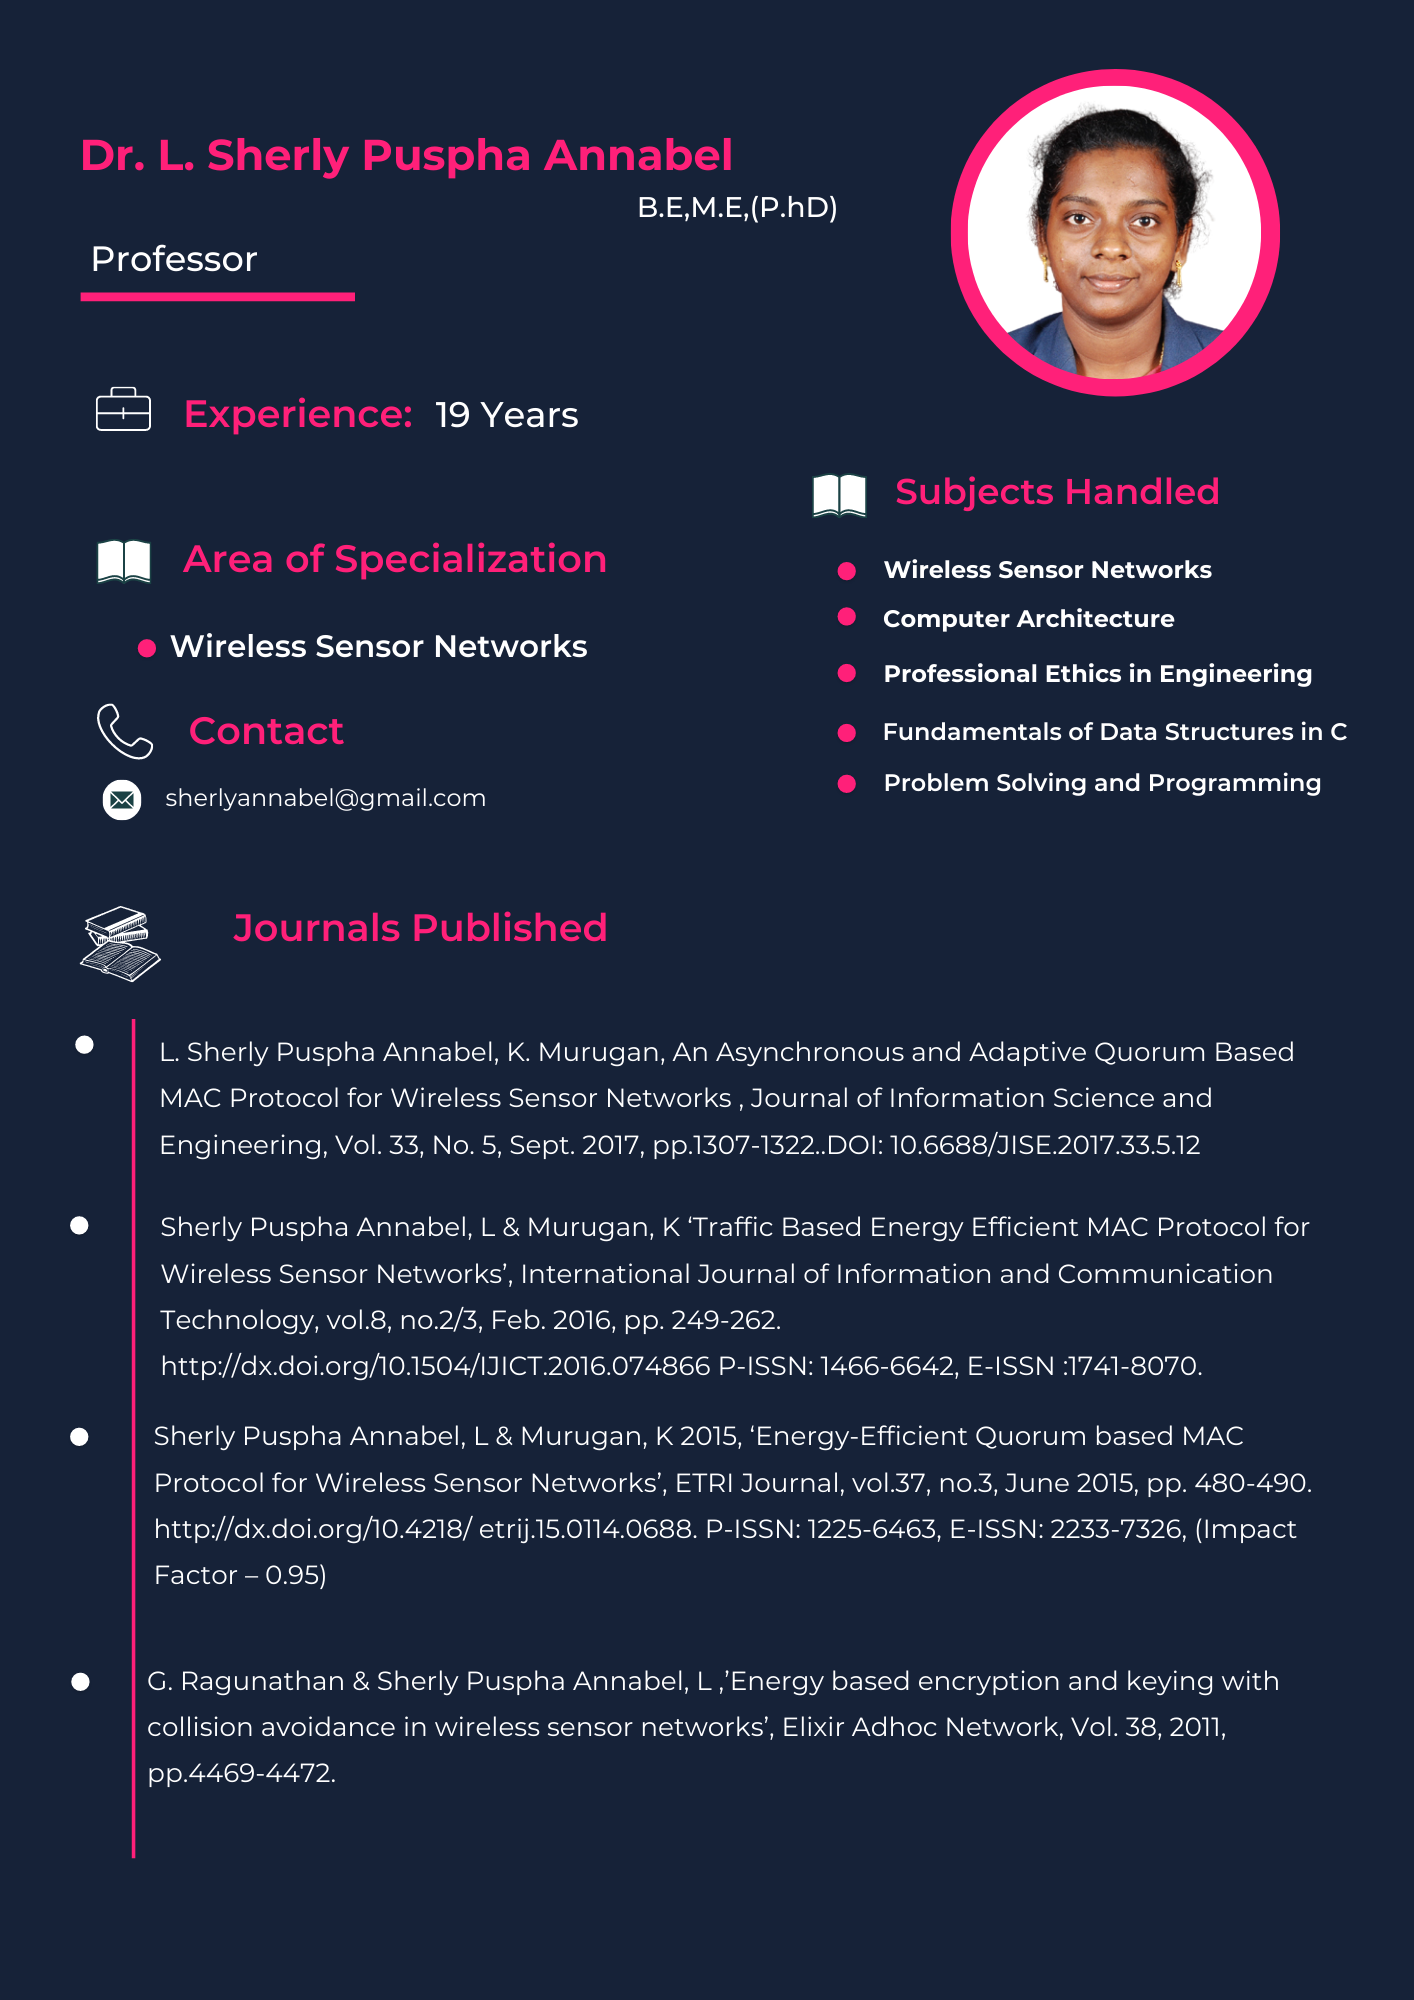 Dr. L. Sherly Puspha Annabel
B.E,M.E,(P.hD)
Professor
Experience: 19 Years
Area of Specialization
Wireless Sensor Networks
Contact
sherlyannabel@gmail.com
Subjects Handled
Wireless Sensor Networks
Computer Architecture
Professional Ethics in Engineering
Fundamentals of Data Structures in C
Problem Solving and Programming
Journals Published
L. Sherly Puspha Annabel, K. Murugan, An Asynchronous and Adaptive Quorum Based
MAC Protocol for Wireless Sensor Networks , Journal of Information Science and
Engineering, Vol. 33, No. 5, Sept. 2017, pp.1307-1322..DOI: 10.6688/JISE.2017.33.5.12
Sherly Puspha Annabel, L & Murugan, K ‘Traffic Based Energy Efficient MAC Protocol for
Wireless Sensor Networks’, International Journal of Information and Communication
Technology, vol.8, no.2/3, Feb. 2016, pp. 249-262.
http://dx.doi.org/10.1504/IJICT.2016.074866 P-ISSN: 1466-6642, E-ISSN :1741-8070.
Sherly Puspha Annabel, L & Murugan, K 2015, ‘Energy-Efficient Quorum based MAC
Protocol for Wireless Sensor Networks’, ETRI Journal, vol.37, no.3, June 2015, pp. 480-490.
http://dx.doi.org/10.4218/ etrij.15.0114.0688. P-ISSN: 1225-6463, E-ISSN: 2233-7326, (Impact
Factor – 0.95)
G. Ragunathan & Sherly Puspha Annabel, L ,’Energy based encryption and keying with
collision avoidance in wireless sensor networks’, Elixir Adhoc Network, Vol. 38, 2011,
pp.4469-4472.